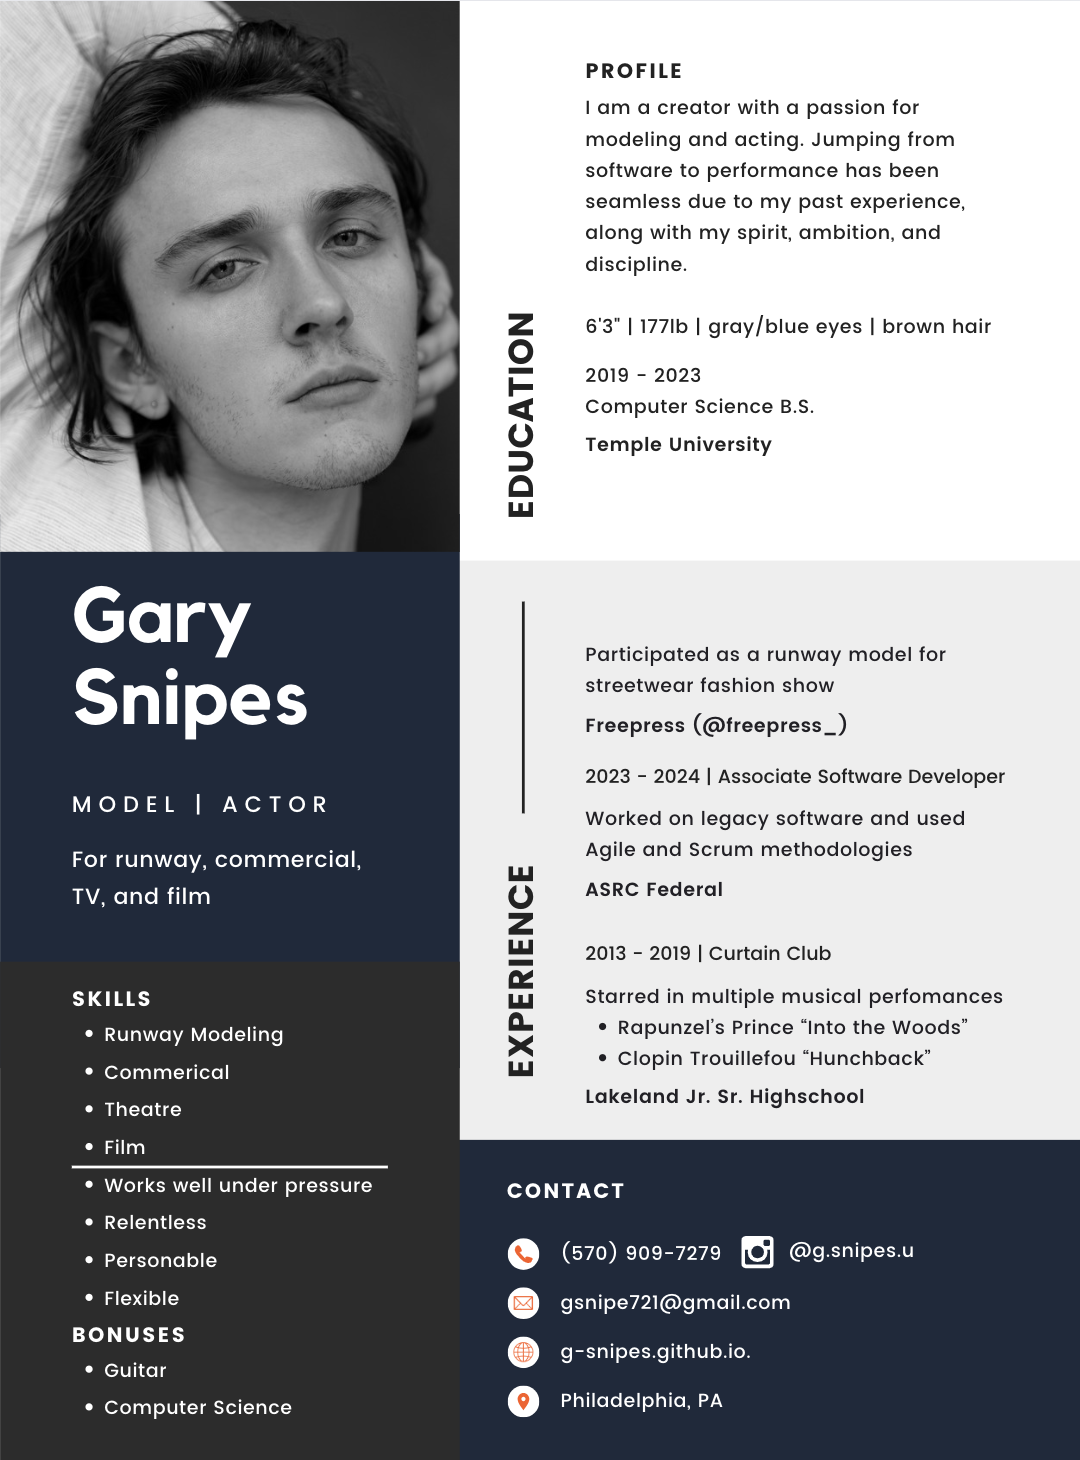 PROFILE
I am a creator with a passion for
modeling and acting. Jumping from
software to performance has been
seamless due to my past experience,
along with my spirit, ambition, and
discipline.
6'3" | 177lb | gray/blue eyes | brown hair
EDUCATION
2019 - 2023
Computer Science B.S.
Temple University
Gary
Snipes
MODEL | ACTOR
For runway, commercial,
TV, and film
SKILLS
• Runway Modeling
• Commerical
• Theatre
• Film
• Works well under pressure
• Relentless
• Personable
• Flexible
BONUSES
• Guitar
• Computer Science
EXPERIENCE
Participated as a runway model for
streetwear fashion show
Freepress (@freepress_)
2023 - 2024 | Associate Software Developer
Worked on legacy software and used
Agile and Scrum methodologies
ASRC Federal
2013 - 2019 | Curtain Club
Starred in multiple musical perfomances
• Rapunzel's Prince “Into the Woods”
• Clopin Trouillefou “Hunchback”
Lakeland Jr. Sr. Highschool
CONTACT
(570) 909-7279 @g.snipes.u
gsnipe721@gmail.com
g-snipes.github.io.
Philadelphia, PA